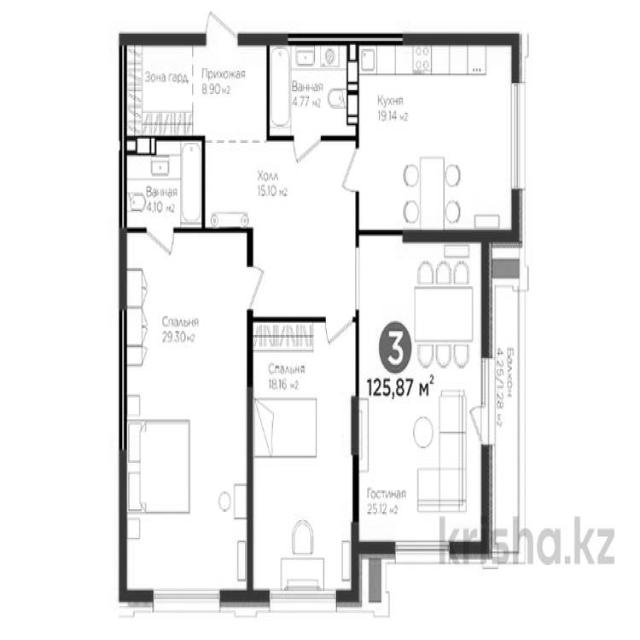 Зона гард.
Прихожая
8.90 м2
Ванная
4.77 м2
Кухня
19.14 м2
Ванная
4.10 м2
Холл
15.10 м2
Спальня
29.30 м2
Спальня
18.16 м2
3
125,87 м²
Балкон
4.25/1.28 м2
Гостиная
25.12 м2
krisha.kz